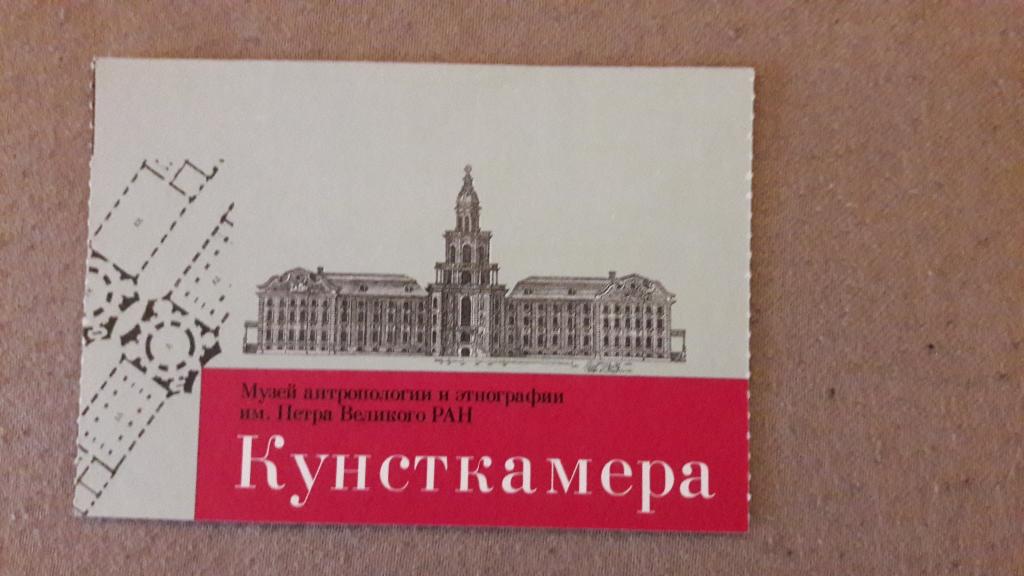 Музей антропологии и этнографии
им. Петра Великого РАН
Кунсткамера